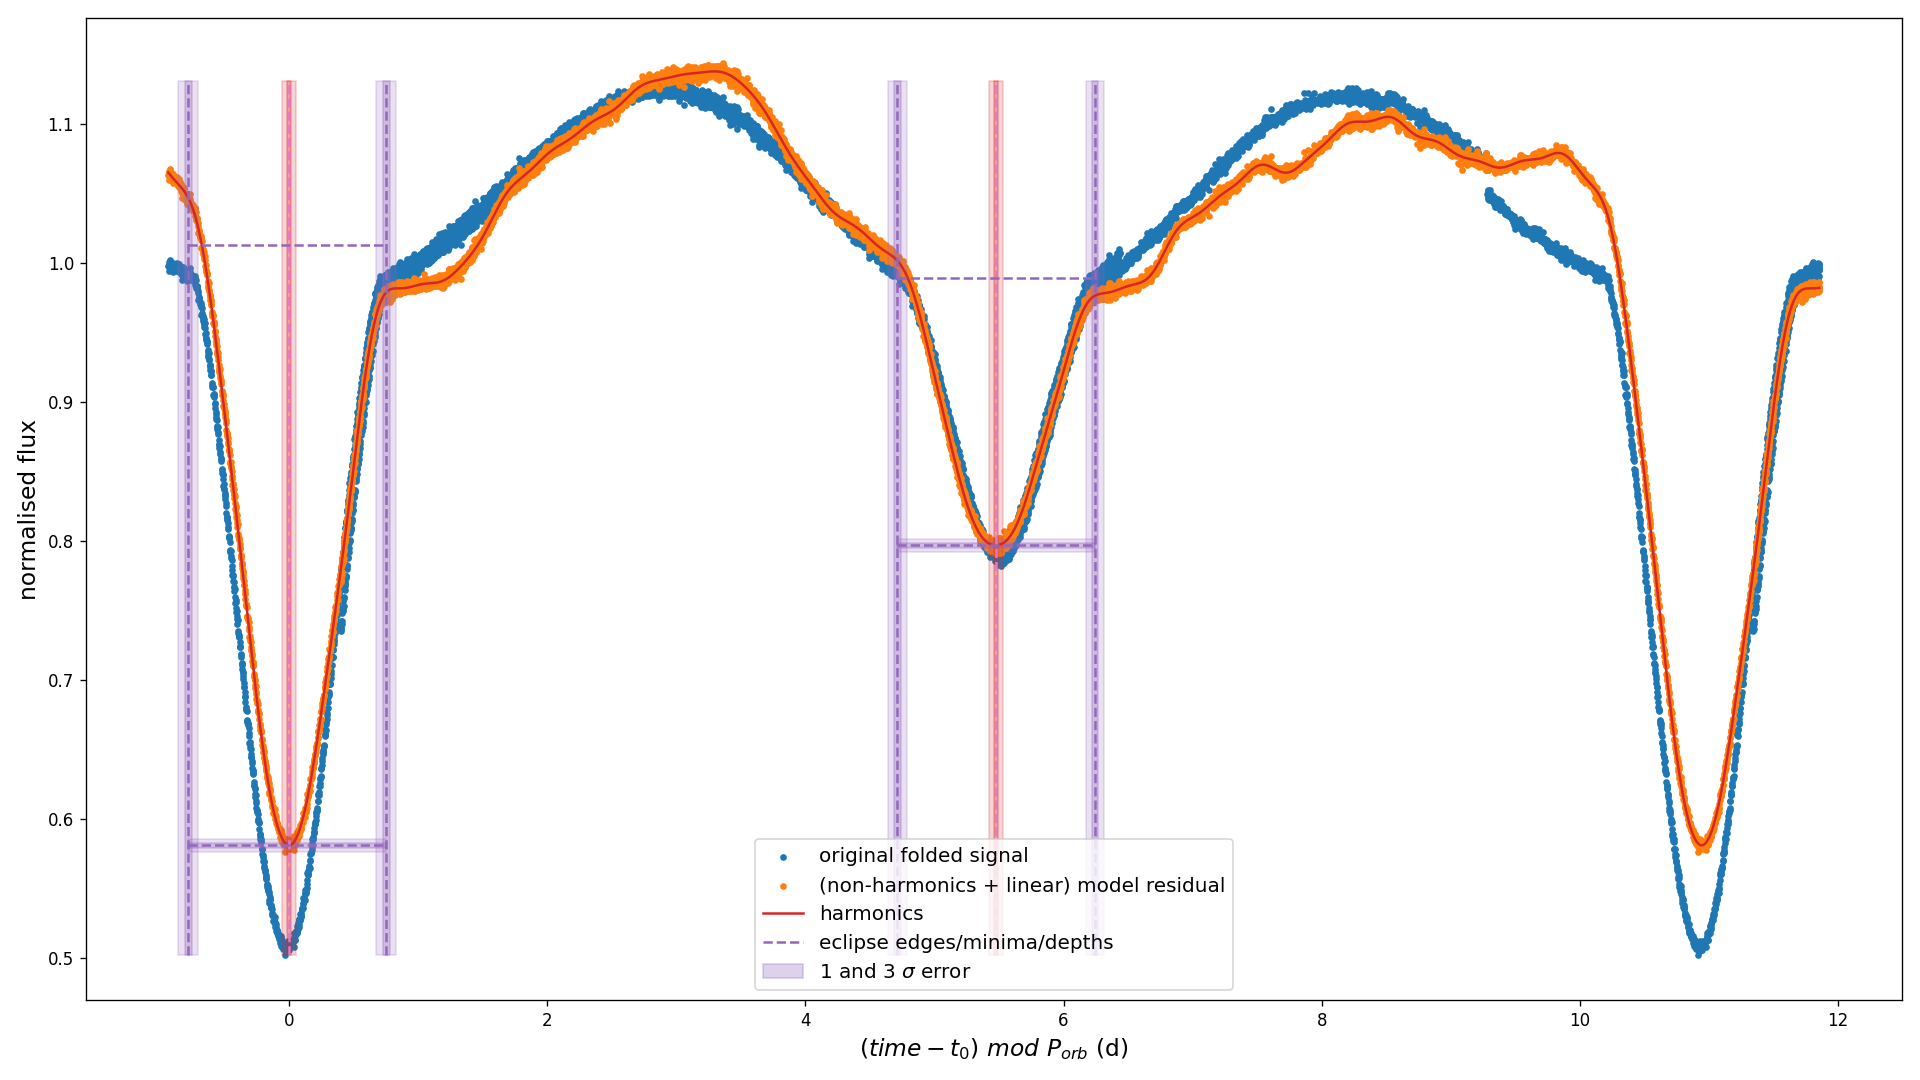 normalised flux
1.1
1.0
0.9
0.8
0.7
0.6
0.5
original folded signal
(non-harmonics + linear) model residual
harmonics
eclipse edges/minima/depths
1 and 3 σ error
0
2
4
6
8
10
12
(time − t₀) mod Pₒᵣb (d)